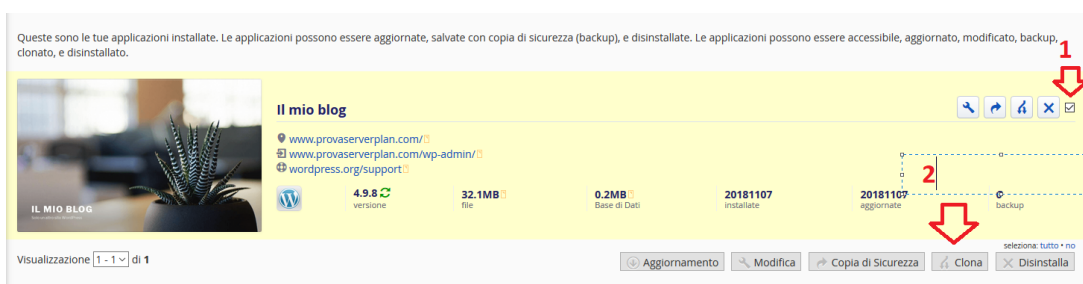 Queste sono le tue applicazioni installate. Le applicazioni possono essere aggiornate, salvate con copia di sicurezza (backup), e disinstallate. Le applicazioni possono essere accessibile, aggiornato, modificato, backup,
clonato, e disinstallato.
1
Il mio blog
www.provaserverplan.com/
www.provaserverplan.com/wp-admin/
wordpress.org/support
2
IL MIO BLOG
4.9.8 32.1MB 0.2MB 20181107 20181107 0
versione file Base di Dati installate aggiornate backup
seleziona: tutto • no
Visualizzazione 1 - 1 di 1 Aggiornamento Modifica Copia di Sicurezza Clona Disinstalla